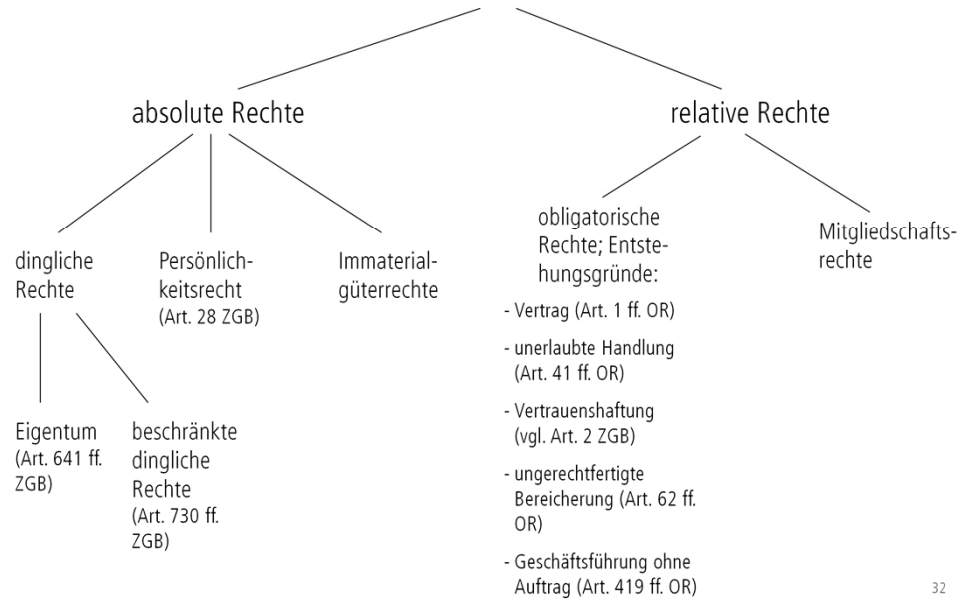 absolute Rechte
relative Rechte
dingliche
Rechte
Persönlich-
keitsrecht
(Art. 28 ZGB)
Immaterial-
güterrechte
obligatorische
Rechte; Entste-
hungsgründe:
Mitgliedschafts-
rechte
- Vertrag (Art. 1 ff. OR)
- unerlaubte Handlung
(Art. 41 ff. OR)
- Vertrauenshaftung
(vgl. Art. 2 ZGB)
- ungerechtfertigte
Bereicherung (Art. 62 ff.
OR)
- Geschäftsführung ohne
Auftrag (Art. 419 ff. OR)
Eigentum
(Art. 641 ff.
ZGB)
beschränkte
dingliche
Rechte
(Art. 730 ff.
ZGB)
32